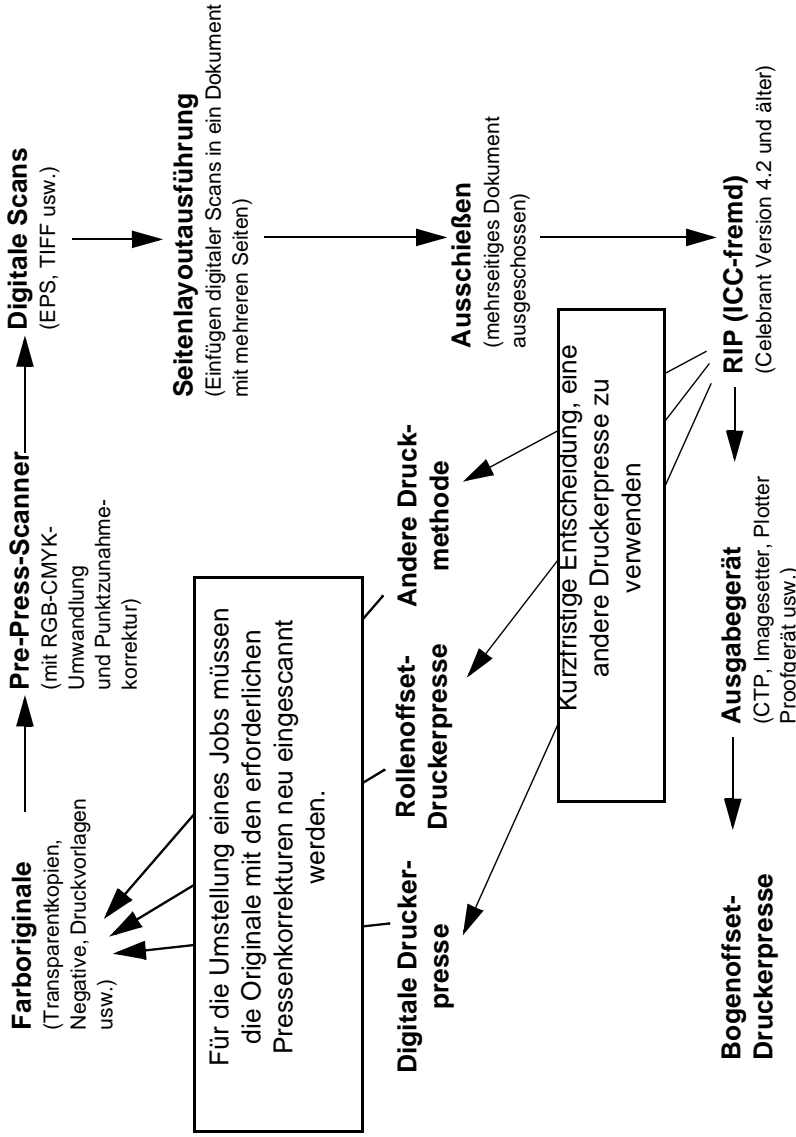 Farboriginale
(Transparentkopien,
Negative, Druckvorlagen
usw.)
Pre-Press-Scanner
(mit RGB-CMYK-
Umwandlung
und Punktzunahme-
korrektur)
Digitale Scans
(EPS, TIFF usw.)
Seitenlayoutausführung
(Einfügen digitaler Scans in ein Dokument
mit mehreren Seiten)
Für die Umstellung eines Jobs müssen
die Originale mit den erforderlichen
Pressenkorrekturen neu eingescannt
werden.
Digitale Drucker-
presse
Rollenoffset-
Druckerpresse
Andere Druck-
methode
Ausschießen
(mehrseitiges Dokument
ausgeschossen)
Kurzfristige Entscheidung, eine
andere Druckerpresse zu
verwenden
Bogenoffset-
Druckerpresse
Ausgabegerät
(CTP, Imagesetter, Plotter
Proofgerät usw.)
RIP (ICC-fremd)
(Celebrant Version 4.2 und älter)